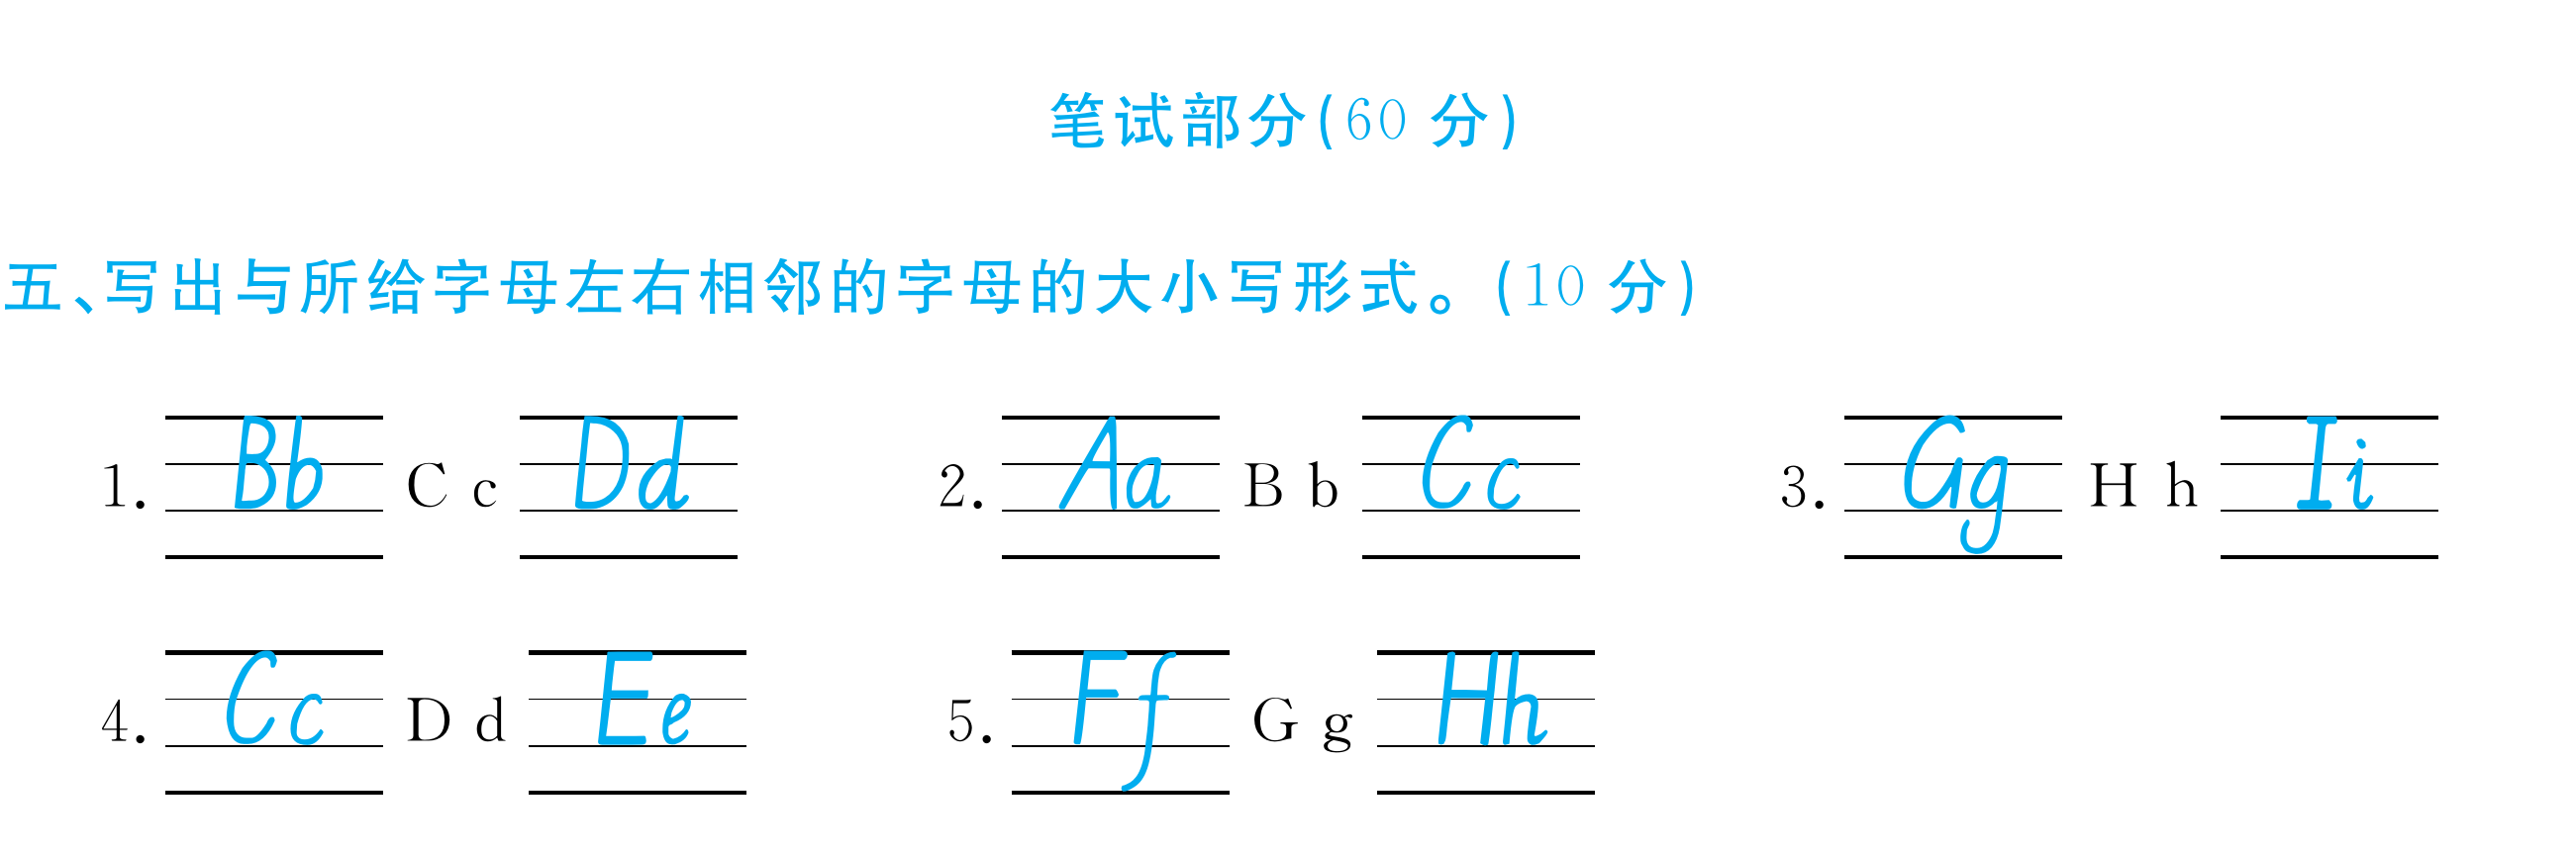 笔试部分(60 分)
五、写出与所给字母左右相邻的字母的大小写形式。(10 分)
1. Bb C c Dd 2. Aa B b Cc 3. Gg H h Ii
4. Cc D d Ee 5. Ff G g Hh